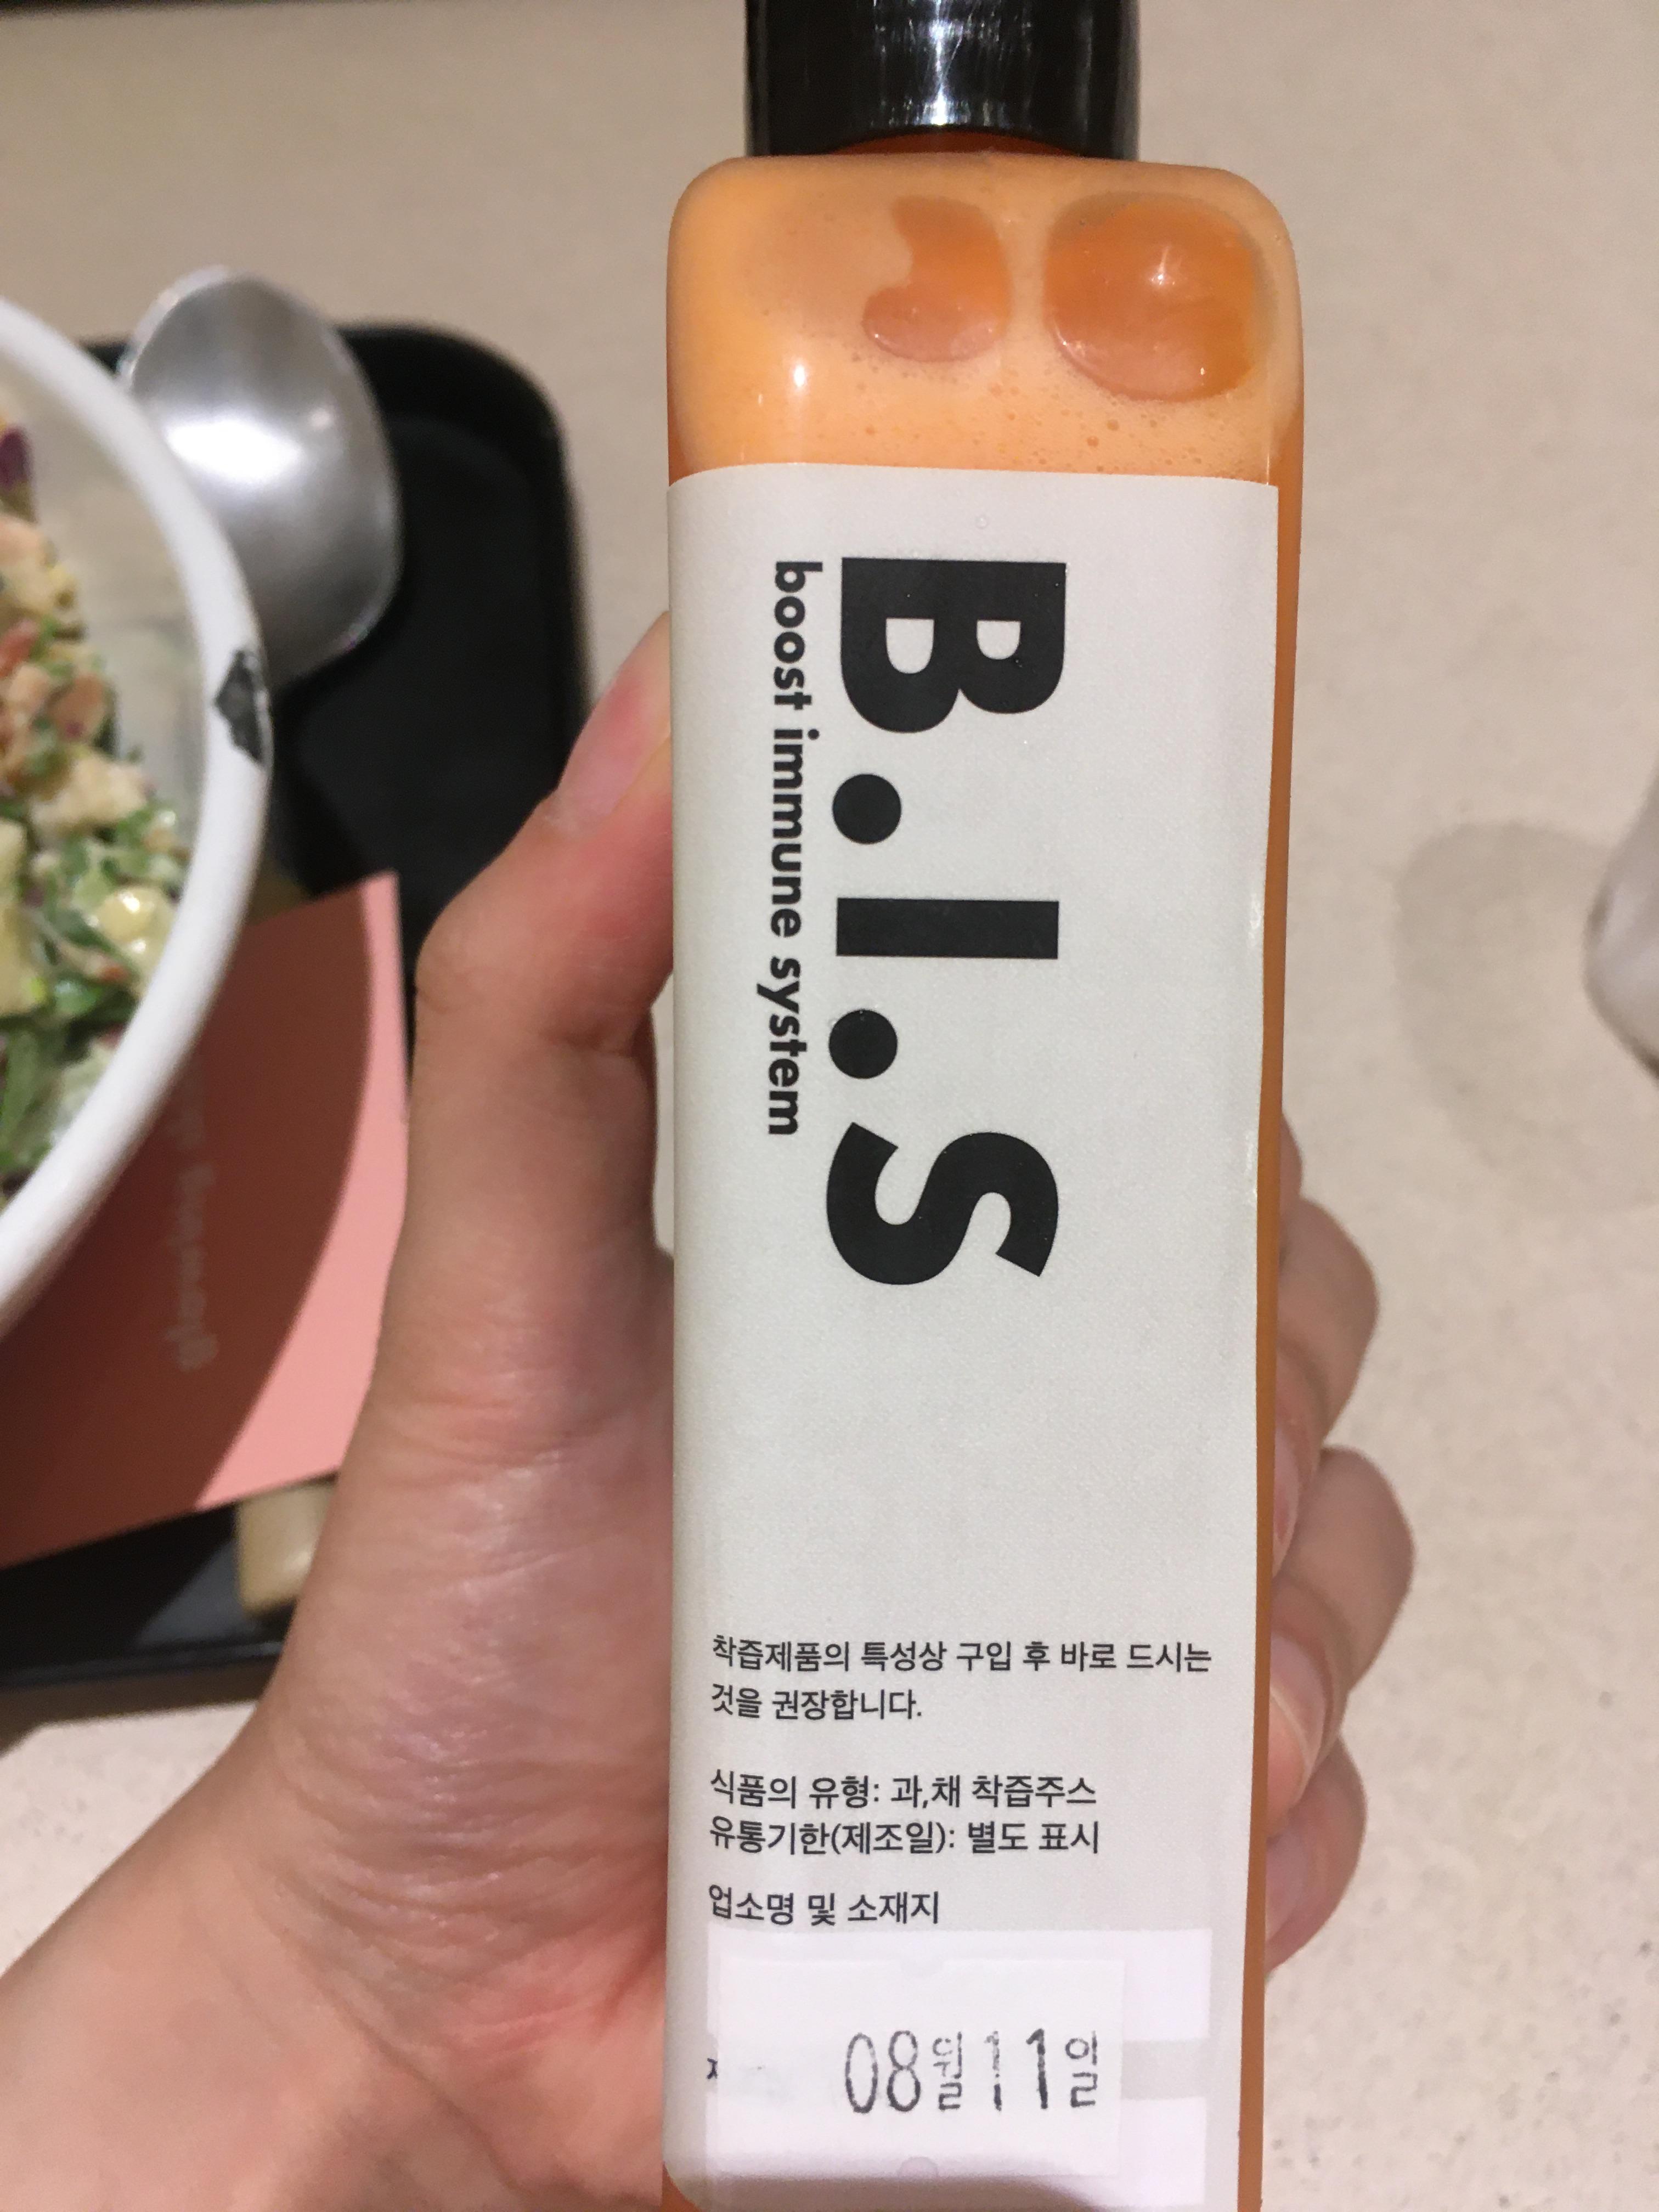 B.I.S
boost immune system
착즙제품의 특성상 구입 후 바로 드시는
것을 권장합니다.
식품의 유형: 과,채 착즙주스
유통기한(제조일): 별도 표시
업소명 및 소재지
08월11일